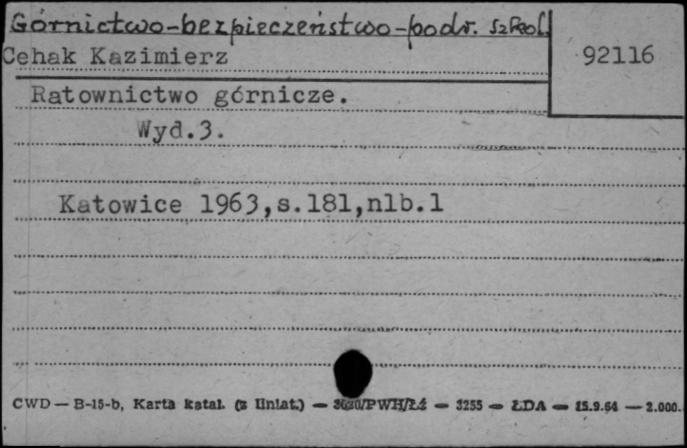 Górnictwo-bezpieczeństwo-podr. szkol.
Cehak Kazimierz
92116
Ratownictwo górnicze.
Wyd.3.
Katowice 1963,s.181,nlb.1
CWD — B-15-b, Karta katal. (z liniat.) — PWH/Łź — 3255 — ŁDA — 15.9.64 — 2.000.